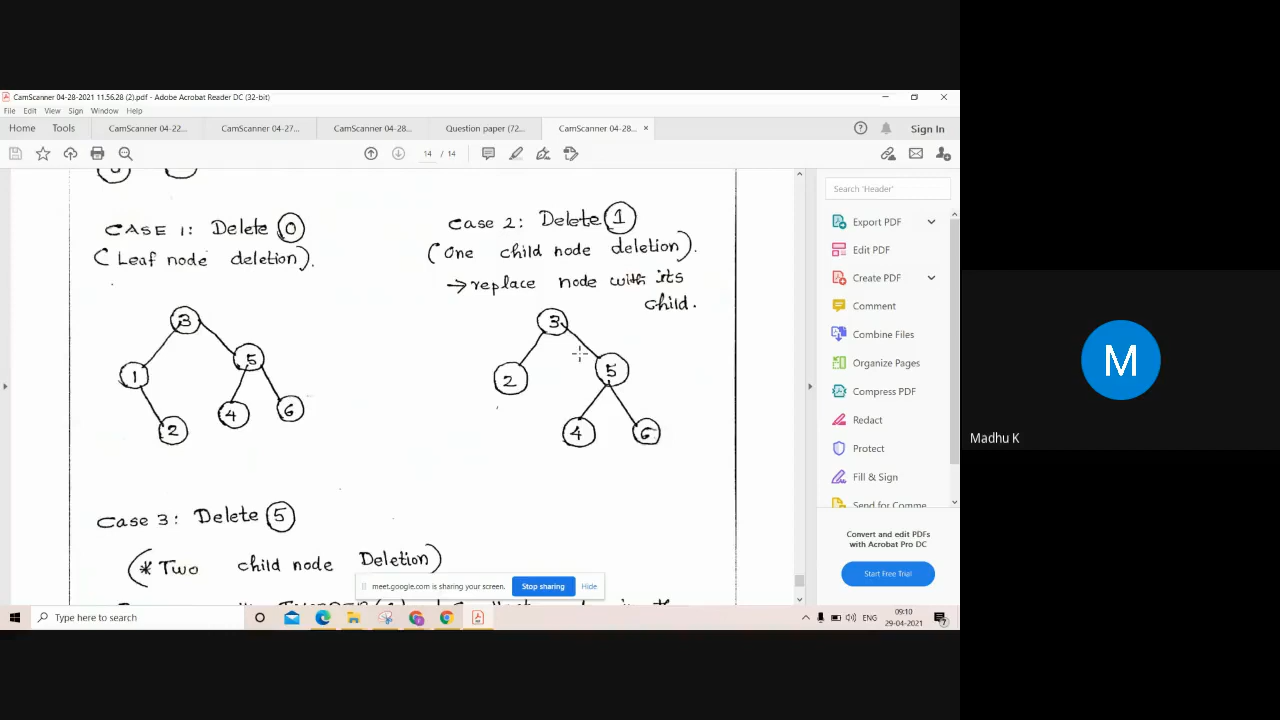 CamScanner 04-28-2021 11.56.28 (2).pdf - Adobe Acrobat Reader DC (32-bit)
File Edit View Sign Window Help
Home Tools CamScanner 04-22... CamScanner 04-27... CamScanner 04-28... Question paper (72... CamScanner 04-28... × Sign In
14 / 14
CASE 1: Delete 0
(Leaf node deletion).
Case 2: Delete 1
(One child node deletion).
→ replace node with its
child.
3
1 5
2 4 6
3
2 5
4 6
Case 3: Delete 5
(* Two child node Deletion)
meet.google.com is sharing your screen. Stop sharing Hide
Search 'Header'
Export PDF
Edit PDF
Create PDF
Comment
Combine Files
Organize Pages
Compress PDF
Redact
Protect
Fill & Sign
Send for Comme
Convert and edit PDFs
with Acrobat Pro DC
Start Free Trial
Type here to search
ENG
09:10
29-04-2021
M
Madhu K